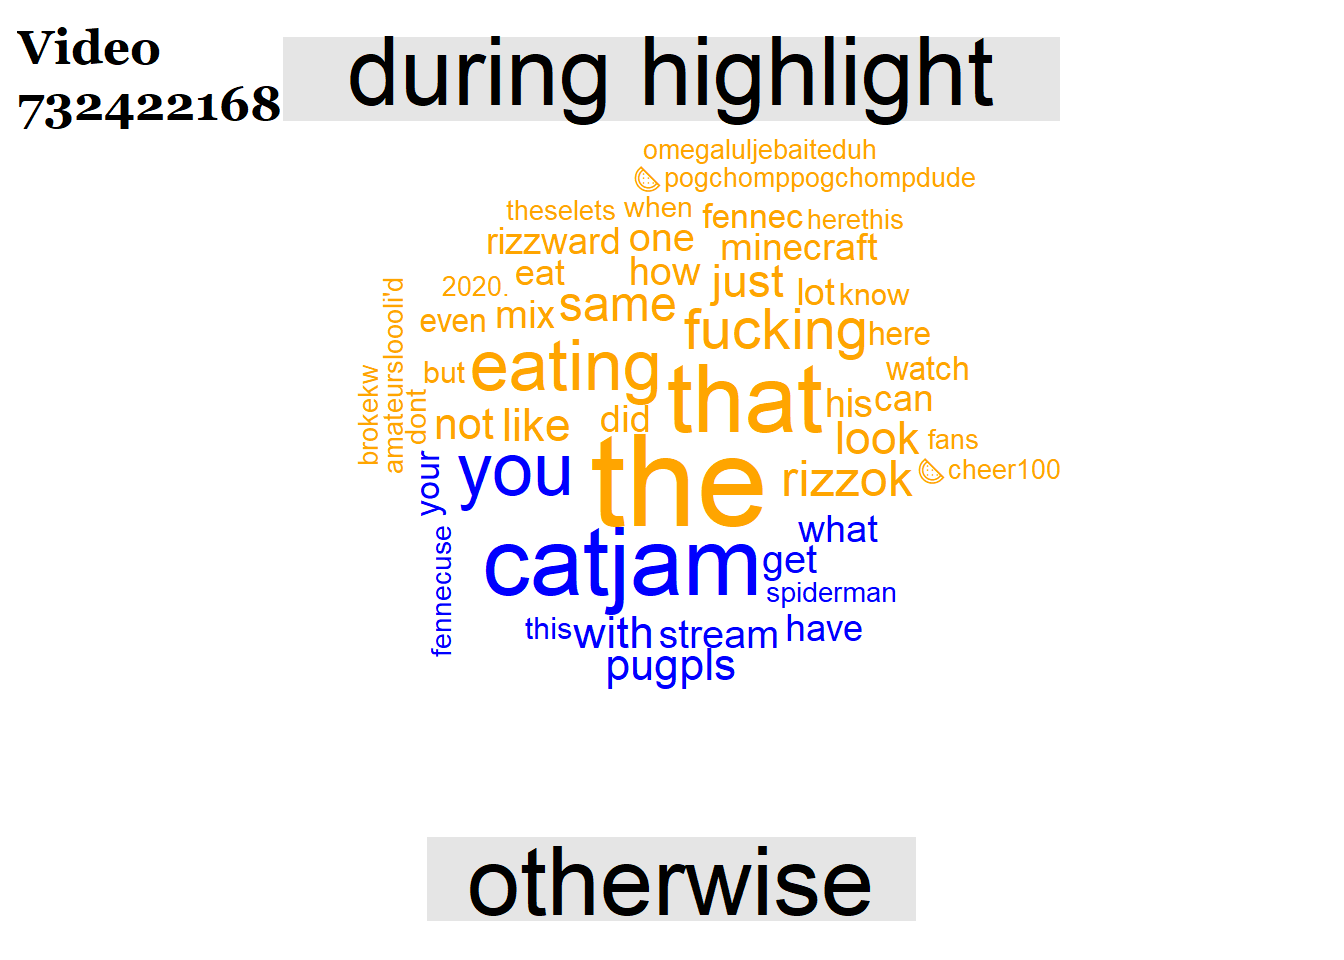 Video
732422168
during highlight
omegaluljebaiteduh
🍉pogchomppogchompdude
theselets when fennec herethis
rizzward one minecraft
2020. eat how just lot know
even mix same fucking here
but eating that watch
his can
brokekw amateursloooli'd dont not like did look fans
your you the rizzok 🍉cheer100
what
fennecuse catjam get
spiderman
this with stream have
pugpls
otherwise